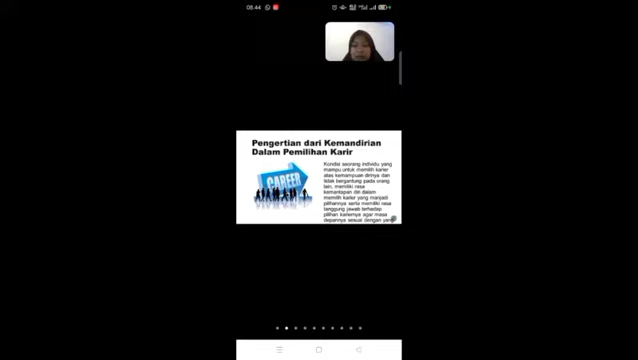 08.44
Pengertian dari Kemandirian
Dalam Pemilihan Karir
CAREER
Kondisi seorang individu yang
mampu untuk memilih karier
atas kemampuan dirinya dan
tidak bergantung pada orang
lain, memiliki rasa
kemantapan diri dalam
memilih karier yang menjadi
pilihannya serta memiliki rasa
tanggung jawab terhadap
pilihan kariernya agar masa
depannya sesuai dengan yang